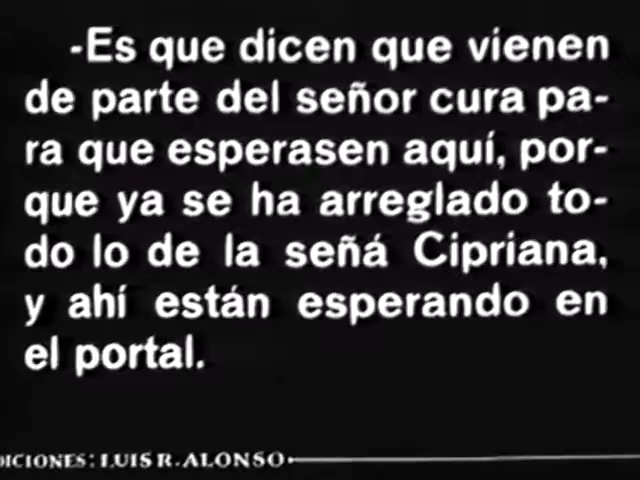 -Es que dicen que vienen
de parte del señor cura pa-
ra que esperasen aquí, por-
que ya se ha arreglado to-
do lo de la señá Cipriana,
y ahí están esperando en
el portal.
DICIONES: LUIS R. ALONSO